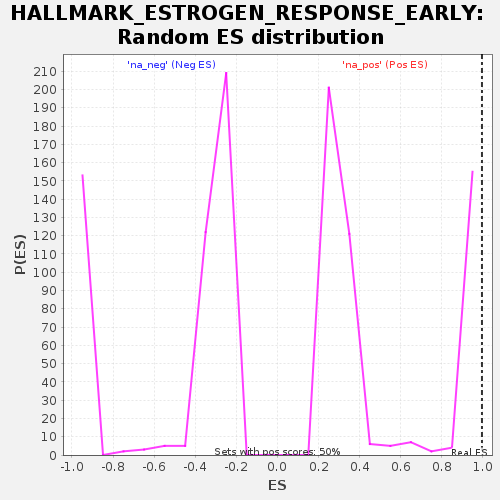 HALLMARK_ESTROGEN_RESPONSE_EARLY:
Random ES distribution
'na_neg' (Neg ES)
'na_pos' (Pos ES)
P(ES)
210
200
190
180
170
160
150
140
130
120
110
100
90
80
70
60
50
40
30
20
10
0
Sets with pos scores: 50%
Real ES
-1.0 -0.8 -0.6 -0.4 -0.2 0.0 0.2 0.4 0.6 0.8 1.0
ES